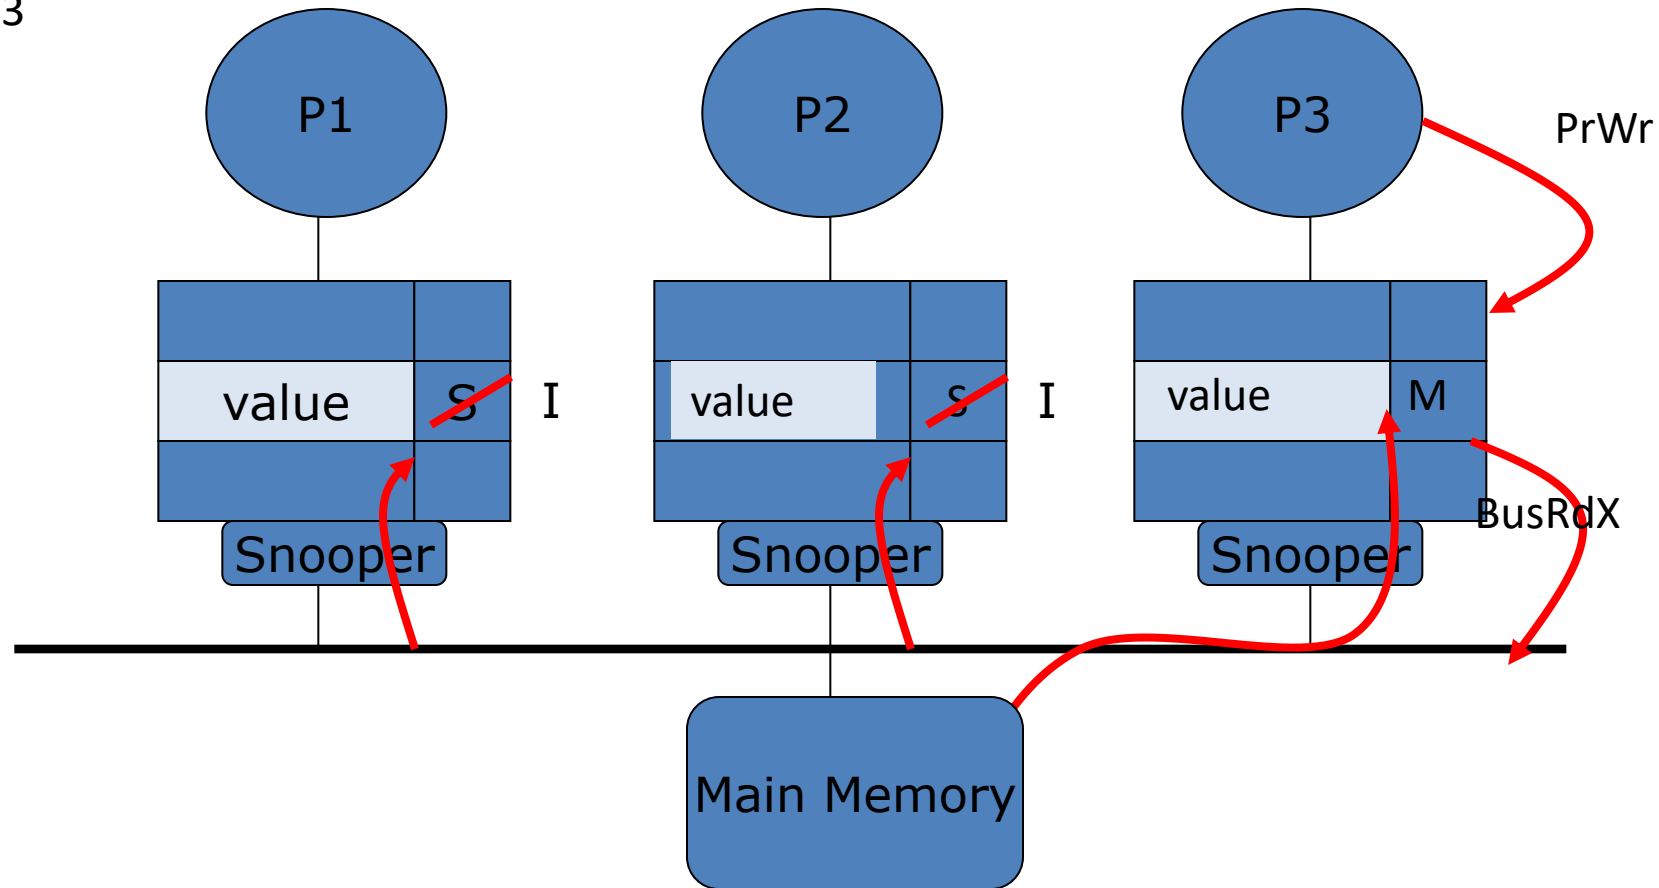 3
P1
P2
P3
PrWr
value
S
I
value
S
I
value
M
BusRdX
Snooper
Snooper
Snooper
Main Memory